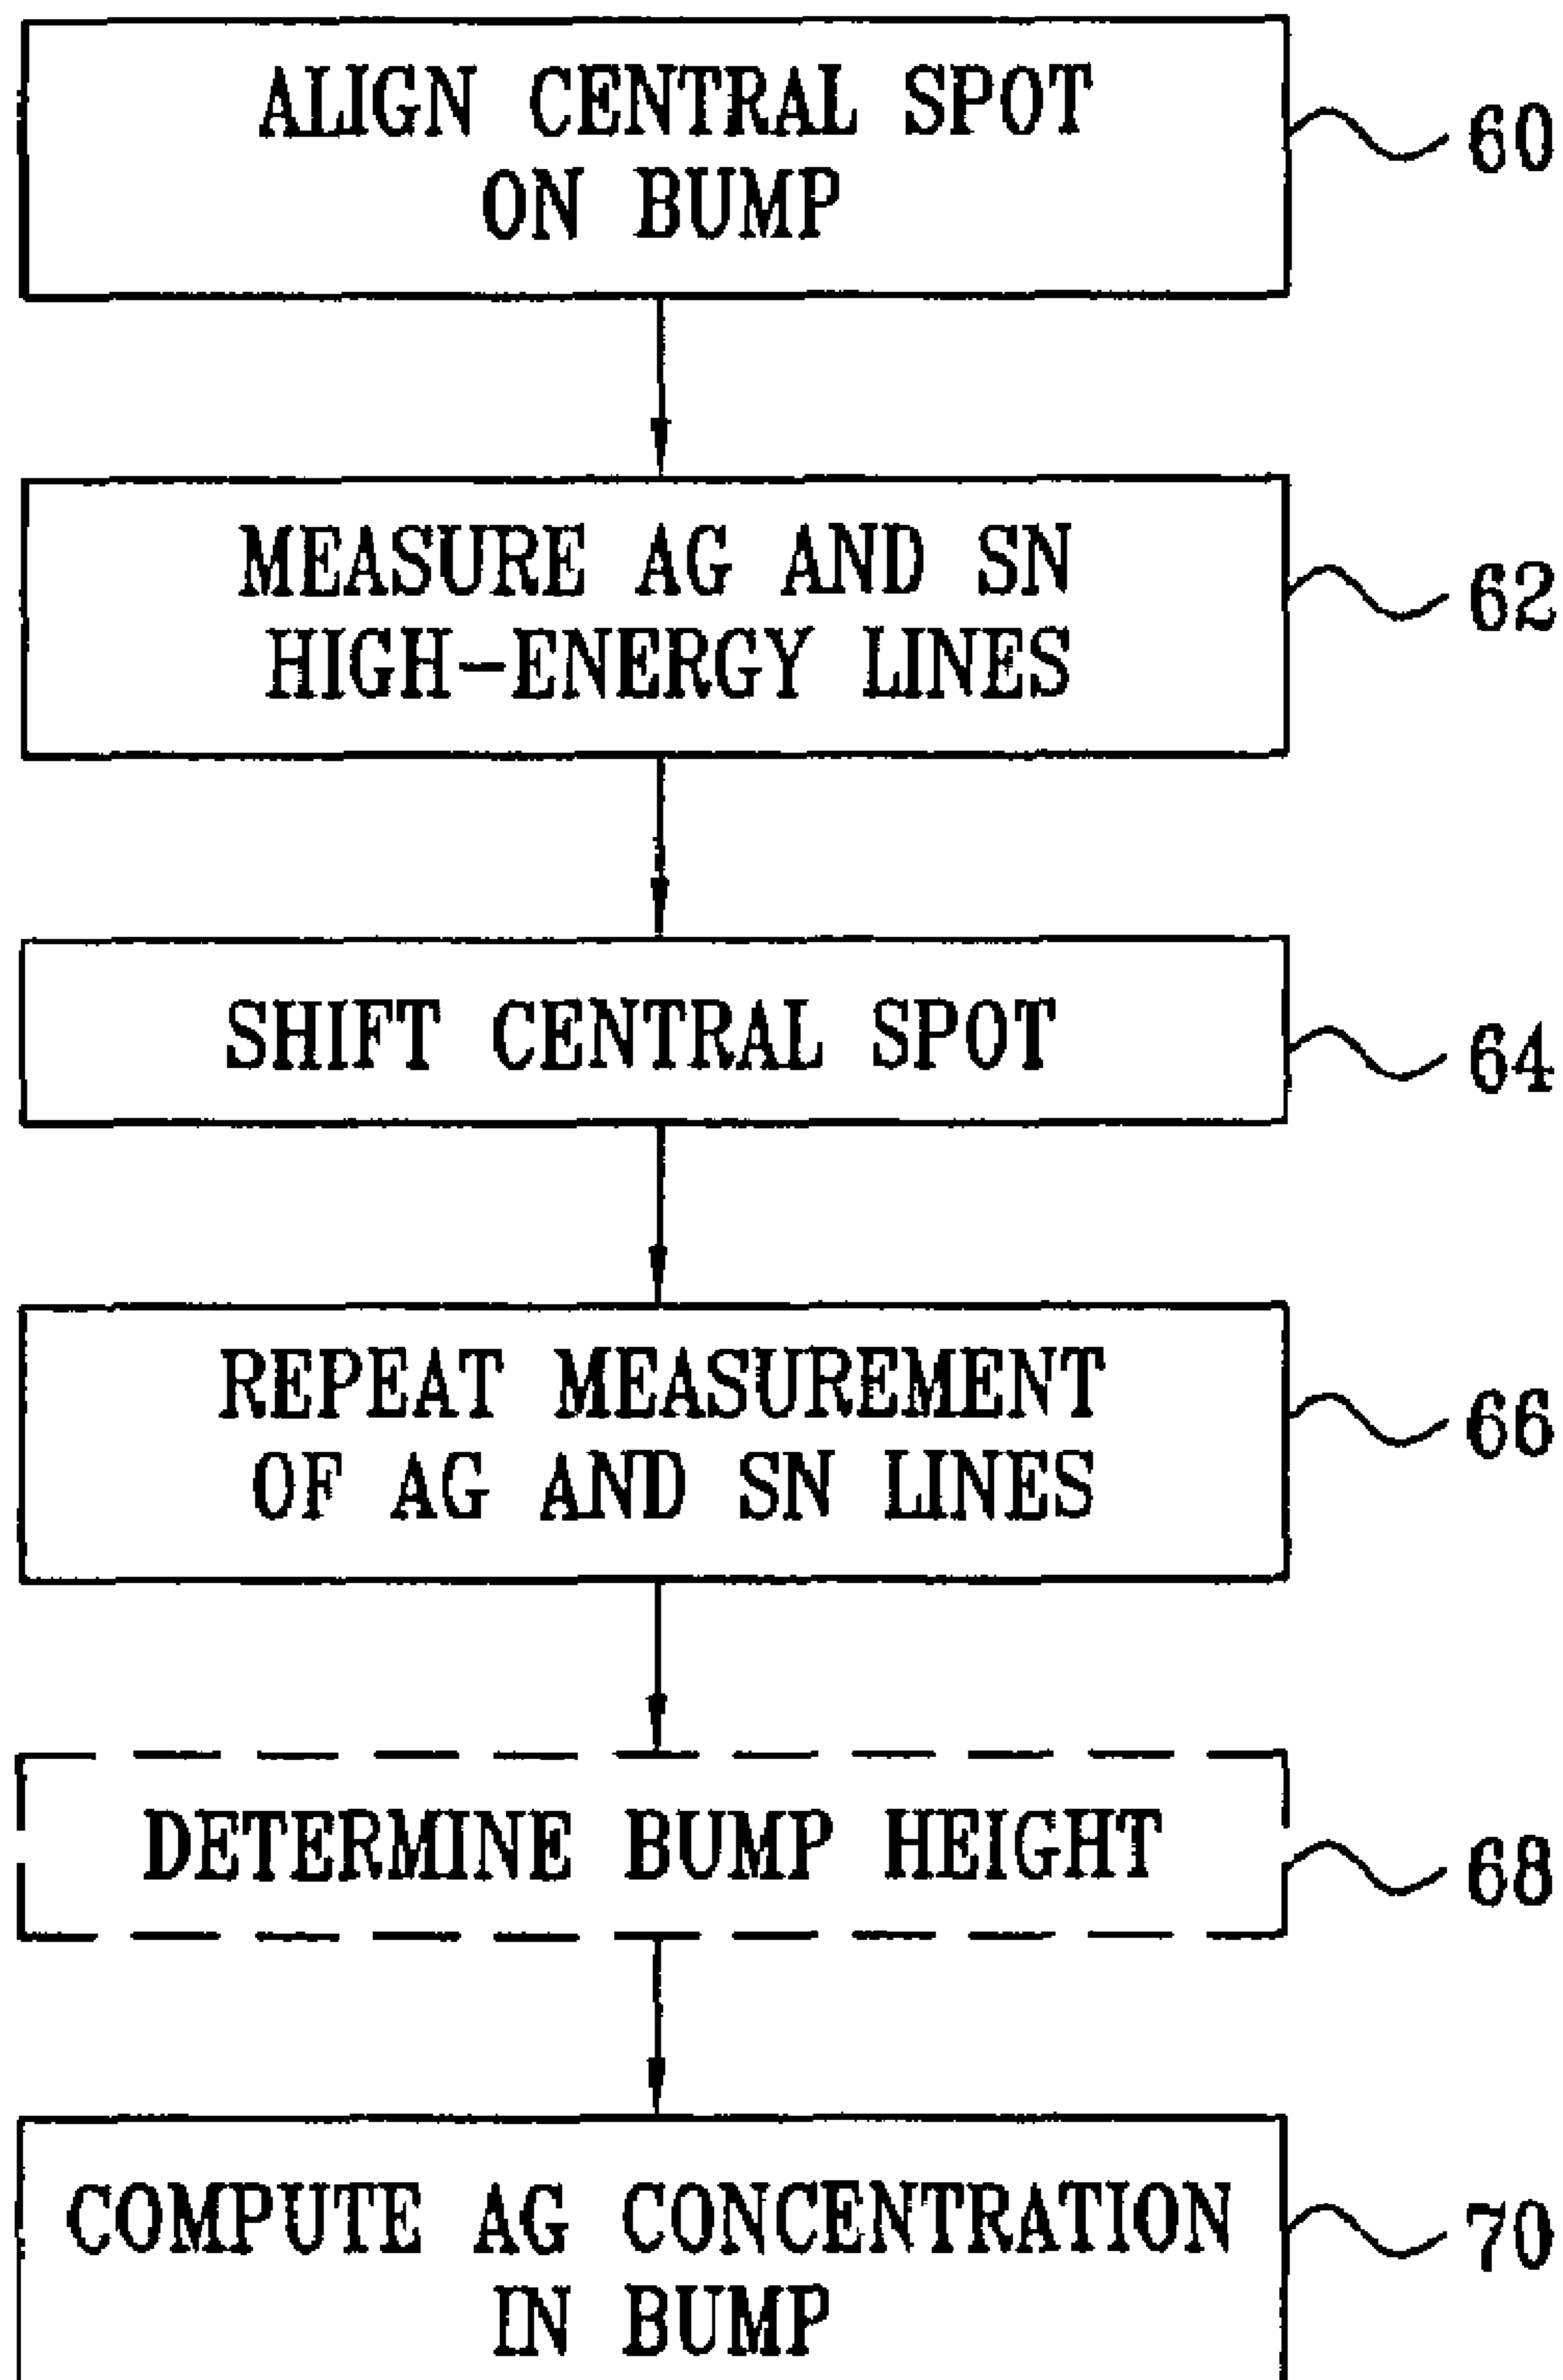 ALIGN CENTRAL SPOT
ON BUMP
60
MEASURE AG AND SN
HIGH-ENERGY LINES
62
SHIFT CENTRAL SPOT
64
REPEAT MEASUREMENT
OF AG AND SN LINES
66
DETERMINE BUMP HEIGHT
68
COMPUTE AG CONCENTRATION
IN BUMP
70